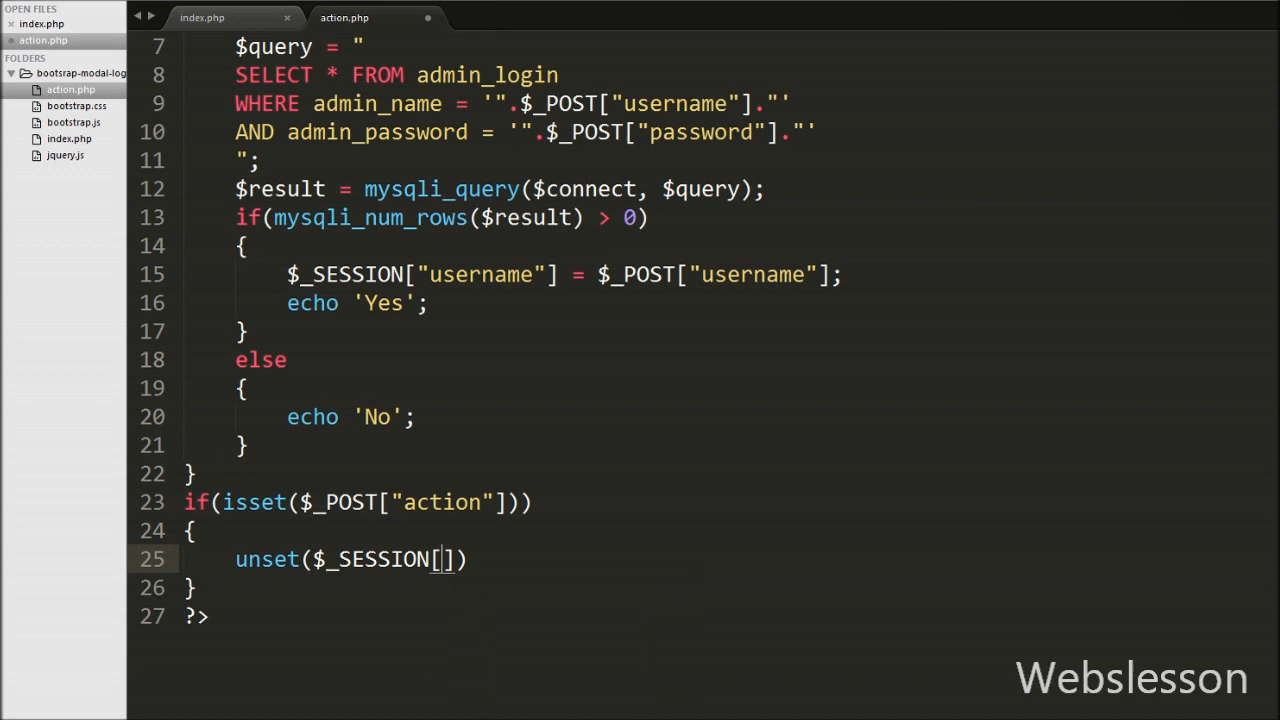 OPEN FILES
index.php
action.php
FOLDERS
bootsrap-modal-log
action.php
bootstrap.css
bootstrap.js
index.php
jquery.js
index.php
action.php
7 $query = "
8 SELECT * FROM admin_login
9 WHERE admin_name = '".$_POST["username"]."'
10 AND admin_password = '".$_POST["password"]."'
11 ";
12 $result = mysqli_query($connect, $query);
13 if(mysqli_num_rows($result) > 0)
14 {
15 $_SESSION["username"] = $_POST["username"];
16 echo 'Yes';
17 }
18 else
19 {
20 echo 'No';
21 }
22 }
23 if(isset($_POST["action"]))
24 {
25 unset($_SESSION[])
26 }
27 ?>
Webslesson